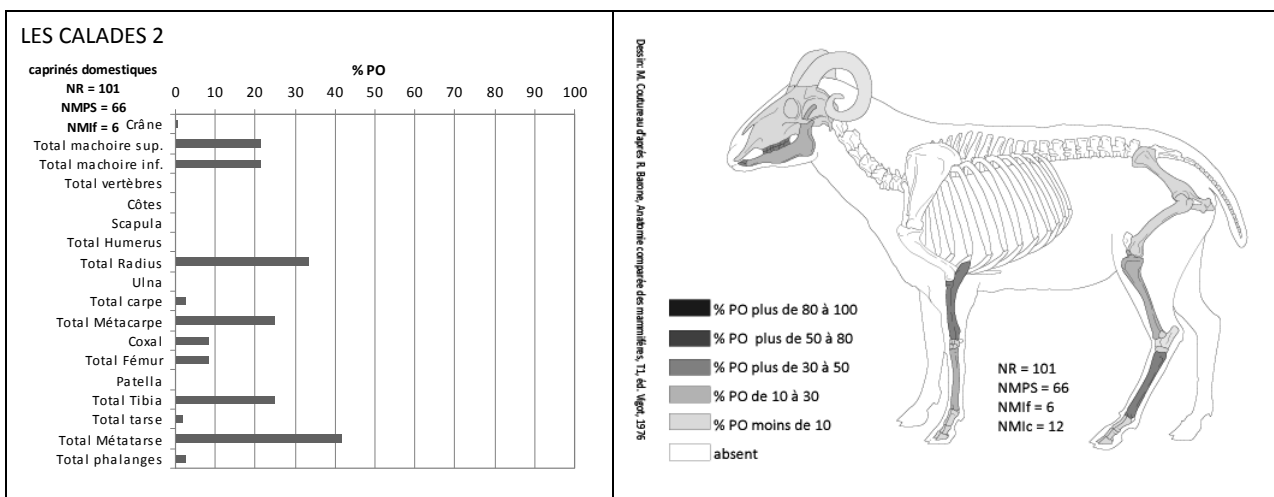 LES CALADES 2
caprinés domestiques
NR = 101
NMPS = 66
NMIf = 6
% PO
0 10 20 30 40 50 60 70 80 90 100
Crâne
Total machoire sup.
Total machoire inf.
Total vertèbres
Côtes
Scapula
Total Humerus
Total Radius
Ulna
Total carpe
Total Métacarpe
Coxal
Total Fémur
Patella
Total Tibia
Total tarse
Total Métatarse
Total phalanges
Dessin: M. Coutureau d'après R. Barone, Anatomie comparée des mammifères, T1, éd. Vigot, 1976
% PO plus de 80 à 100
% PO plus de 50 à 80
% PO plus de 30 à 50
% PO de 10 à 30
% PO moins de 10
absent
NR = 101
NMPS = 66
NMIf = 6
NMIc = 12